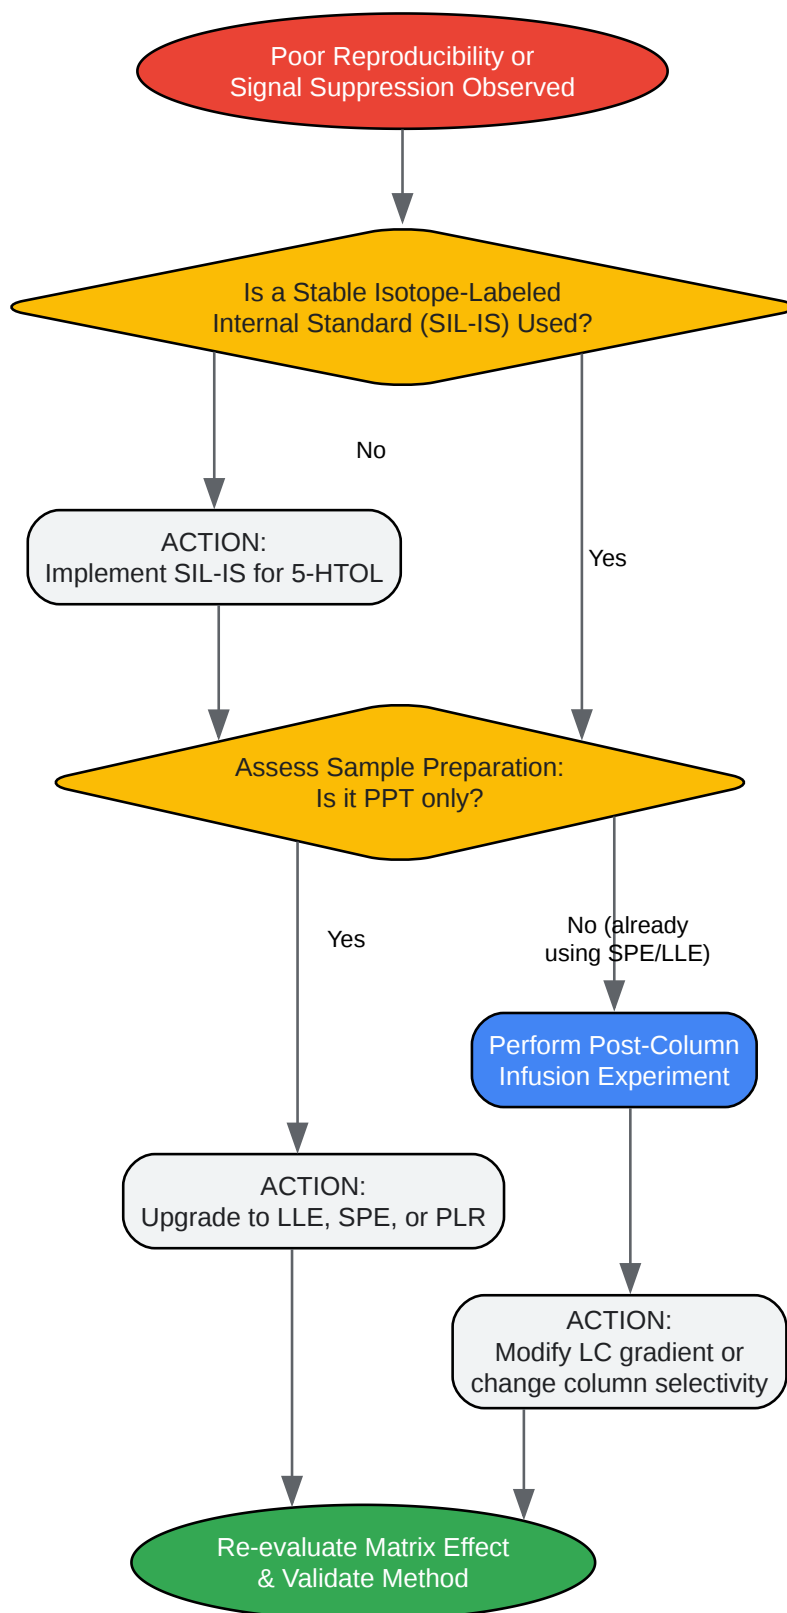 Poor Reproducibility or
Signal Suppression Observed
Is a Stable Isotope-Labeled
Internal Standard (SIL-IS) Used?
No
ACTION:
Implement SIL-IS for 5-HTOL
Yes
Assess Sample Preparation:
Is it PPT only?
Yes
No (already
using SPE/LLE)
Perform Post-Column
Infusion Experiment
ACTION:
Upgrade to LLE, SPE, or PLR
ACTION:
Modify LC gradient or
change column selectivity
Re-evaluate Matrix Effect
& Validate Method